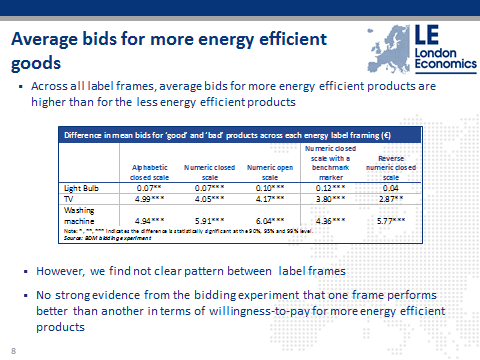 Average bids for more energy efficient
goods
LE
London
Economics
▪ Across all label frames, average bids for more energy efficient products are
higher than for the less energy efficient products
Difference in mean bids for 'good' and 'bad' products across each energy label framing (€)
Alphabetic closed scale | Numeric closed scale | Numeric open scale | Numeric closed scale with a benchmark marker | Reverse numeric closed scale
Light Bulb 0.07** 0.07*** 0.10*** 0.12*** 0.04
TV 4.99*** 4.05*** 4.17*** 3.80*** 2.87**
Washing
machine 4.94*** 5.91*** 6.04*** 4.36*** 5.77***
Note: *, **, *** indicates the difference is statistically significant at the 90%, 95% and 99% level.
Source: BDM bidding experiment
▪ However, we find not clear pattern between label frames
▪ No strong evidence from the bidding experiment that one frame performs
better than another in terms of willingness-to-pay for more energy efficient
products
8